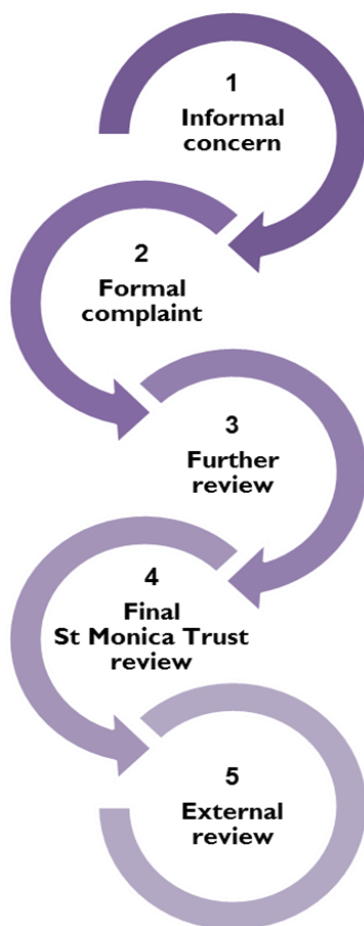 1
Informal
concern
2
Formal
complaint
3
Further
review
4
Final
St Monica Trust
review
5
External
review